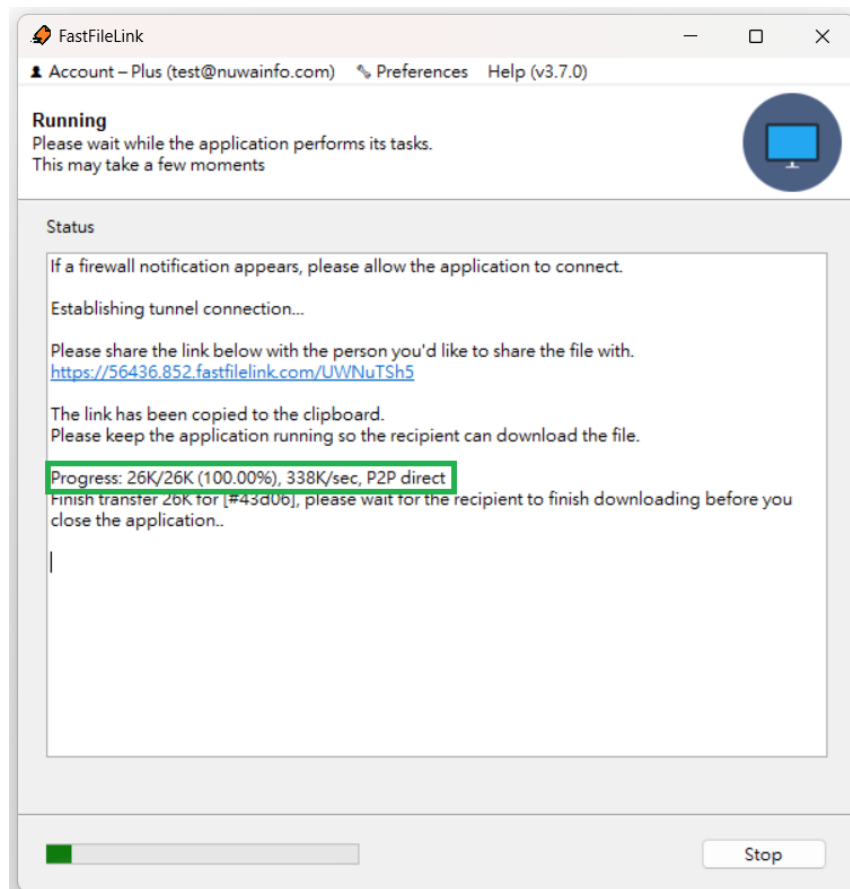 FastFileLink
Account – Plus (test@nuwainfo.com) Preferences Help (v3.7.0)
Running
Please wait while the application performs its tasks.
This may take a few moments
Status
If a firewall notification appears, please allow the application to connect.
Establishing tunnel connection...
Please share the link below with the person you'd like to share the file with.
https://56436.852.fastfilelink.com/UWNuTSh5
The link has been copied to the clipboard.
Please keep the application running so the recipient can download the file.
Progress: 26K/26K (100.00%), 338K/sec, P2P direct
Finish transfer 26K for [#43d06], please wait for the recipient to finish downloading before you
close the application..
Stop